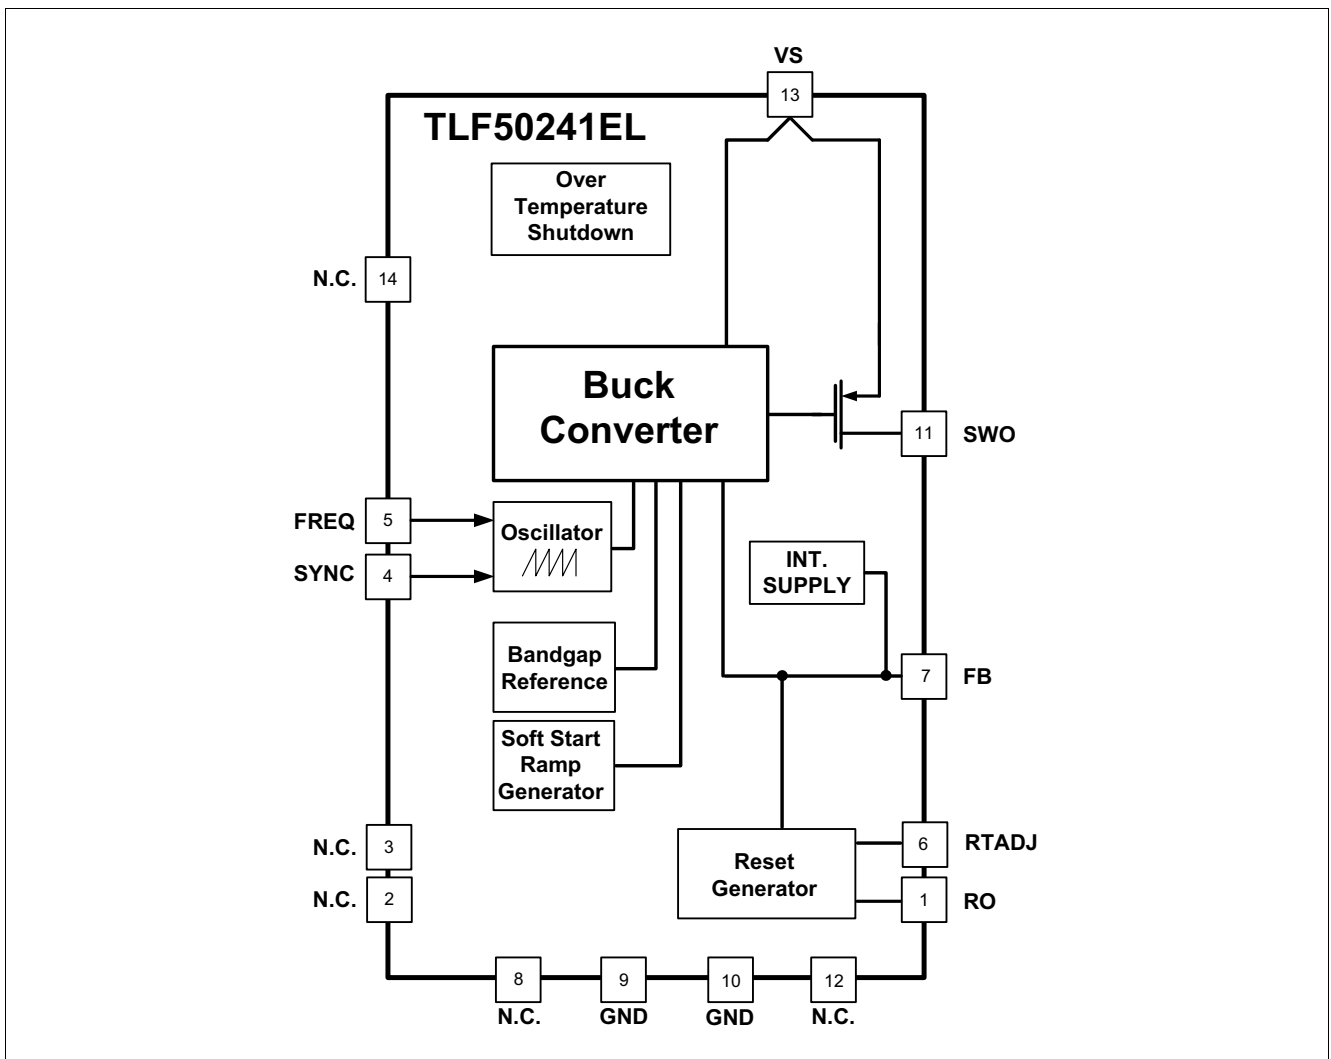 VS
13
TLF50241EL
Over
Temperature
Shutdown
N.C.
14
Buck
Converter
11
SWO
FREQ
5
Oscillator
SYNC
4
INT.
SUPPLY
Bandgap
Reference
7
FB
Soft Start
Ramp
Generator
N.C.
3
Reset
Generator
6
RTADJ
N.C.
2
1
RO
8
9
10
12
N.C.
GND
GND
N.C.